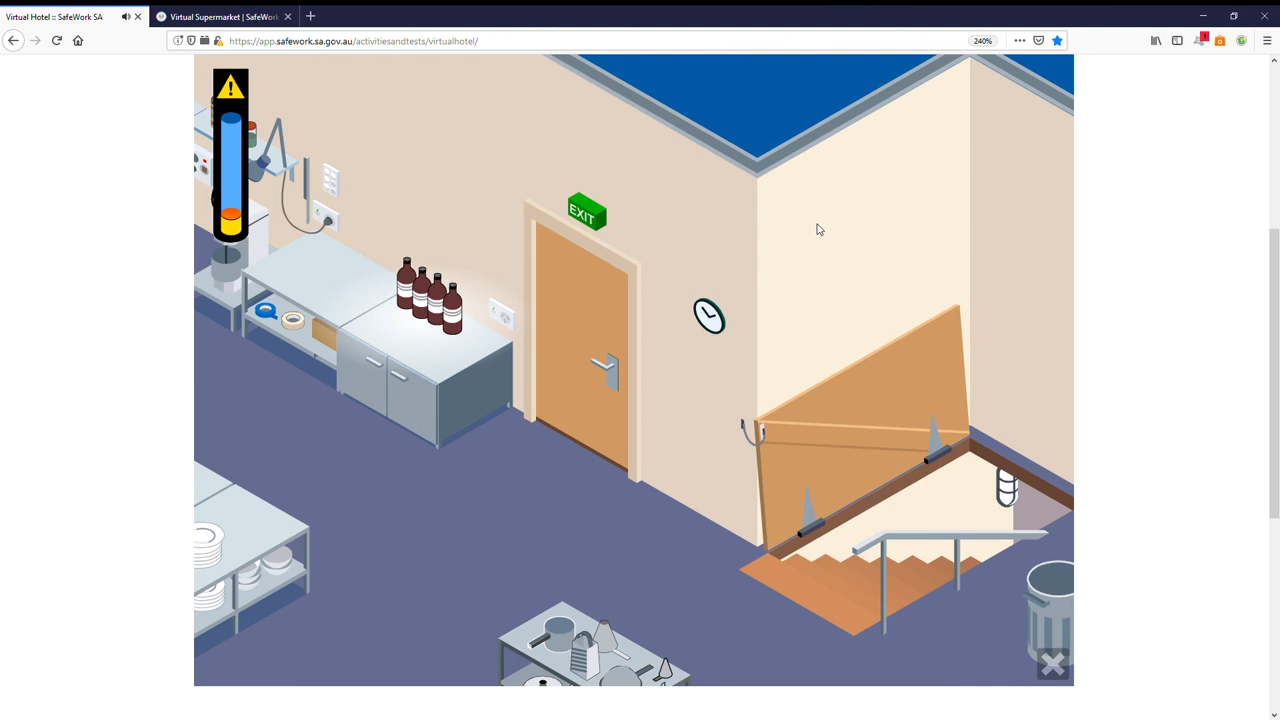 Virtual Hotel :: SafeWork SA
Virtual Supermarket | SafeWork
https://app.safework.sa.gov.au/activitiesandtests/virtualhotel/
240%
EXIT